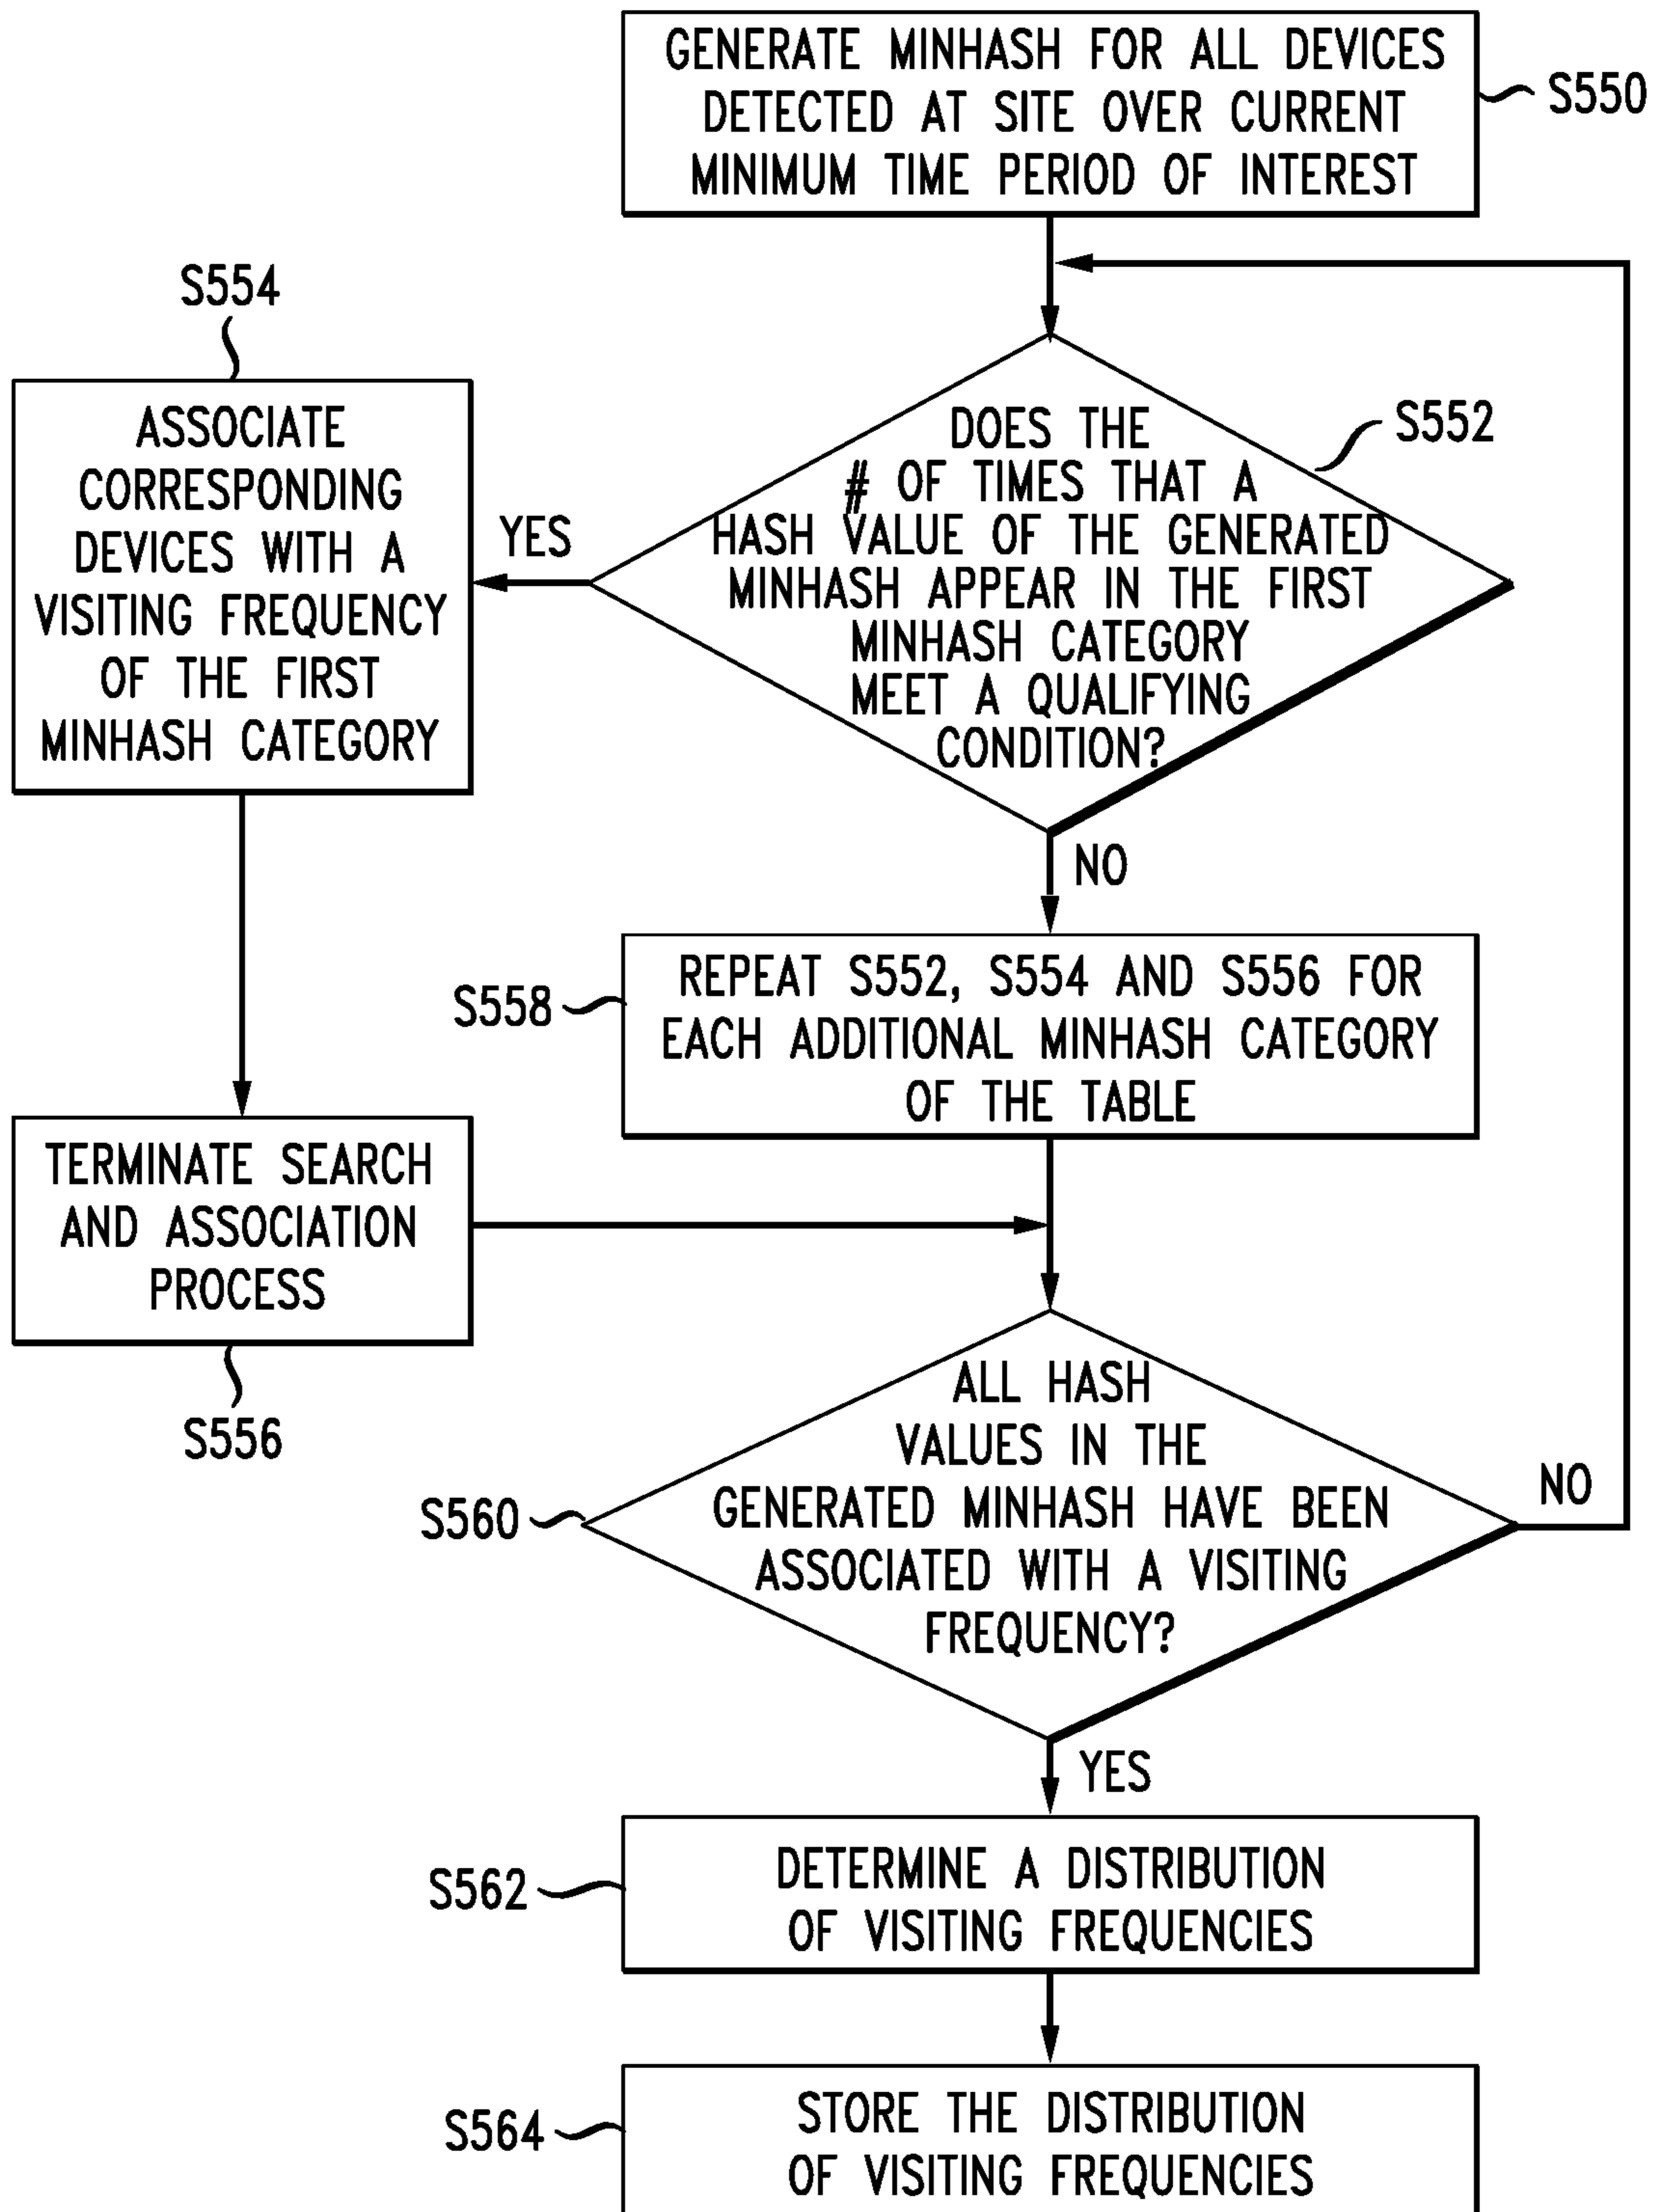 GENERATE MINHASH FOR ALL DEVICES
DETECTED AT SITE OVER CURRENT
MINIMUM TIME PERIOD OF INTEREST
S550
S554
ASSOCIATE
CORRESPONDING
DEVICES WITH A
VISITING FREQUENCY
OF THE FIRST
MINHASH CATEGORY
YES
DOES THE
# OF TIMES THAT A
HASH VALUE OF THE GENERATED
MINHASH APPEAR IN THE FIRST
MINHASH CATEGORY
MEET A QUALIFYING
CONDITION?
S552
NO
S558
REPEAT S552, S554 AND S556 FOR
EACH ADDITIONAL MINHASH CATEGORY
OF THE TABLE
TERMINATE SEARCH
AND ASSOCIATION
PROCESS
S556
S560
ALL HASH
VALUES IN THE
GENERATED MINHASH HAVE BEEN
ASSOCIATED WITH A VISITING
FREQUENCY?
NO
YES
S562
DETERMINE A DISTRIBUTION
OF VISITING FREQUENCIES
S564
STORE THE DISTRIBUTION
OF VISITING FREQUENCIES